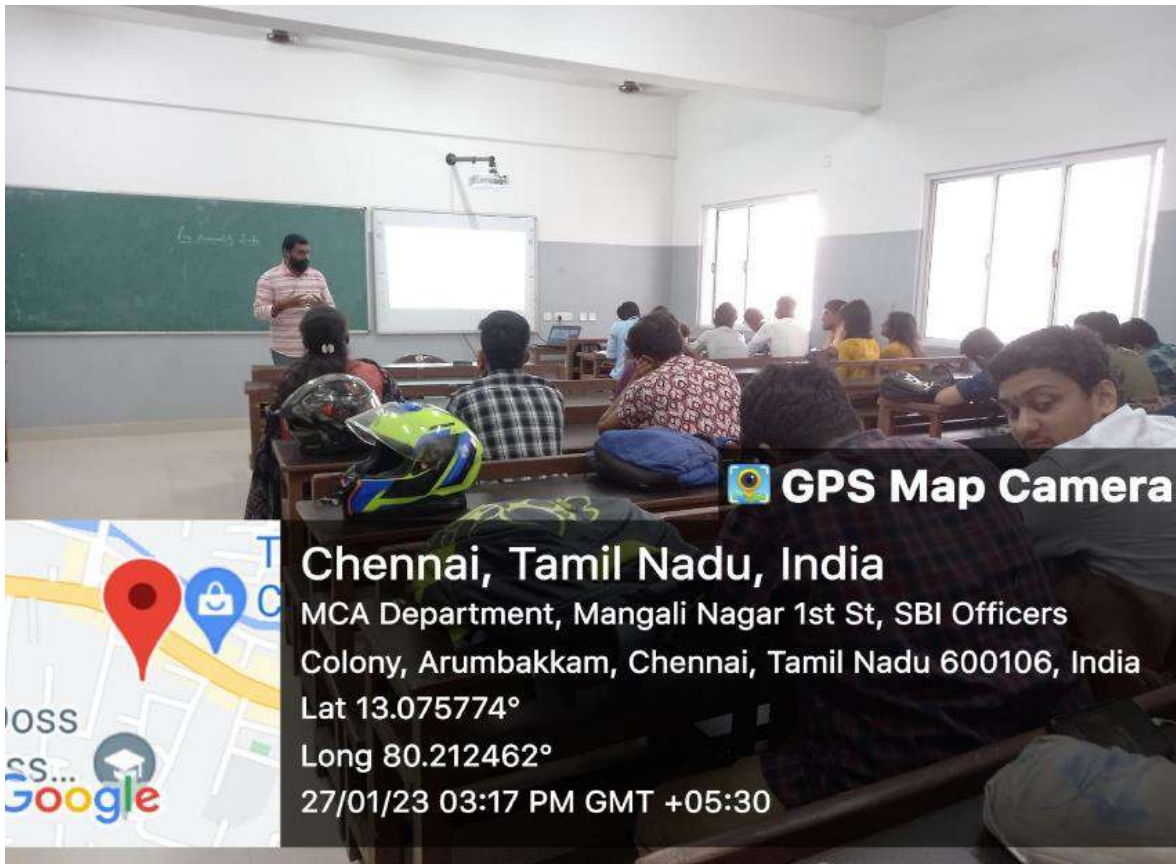 GPS Map Camera
Chennai, Tamil Nadu, India
MCA Department, Mangali Nagar 1st St, SBI Officers
Colony, Arumbakkam, Chennai, Tamil Nadu 600106, India
Lat 13.075774°
Long 80.212462°
27/01/23 03:17 PM GMT +05:30
T
C
oss
ss...
Google